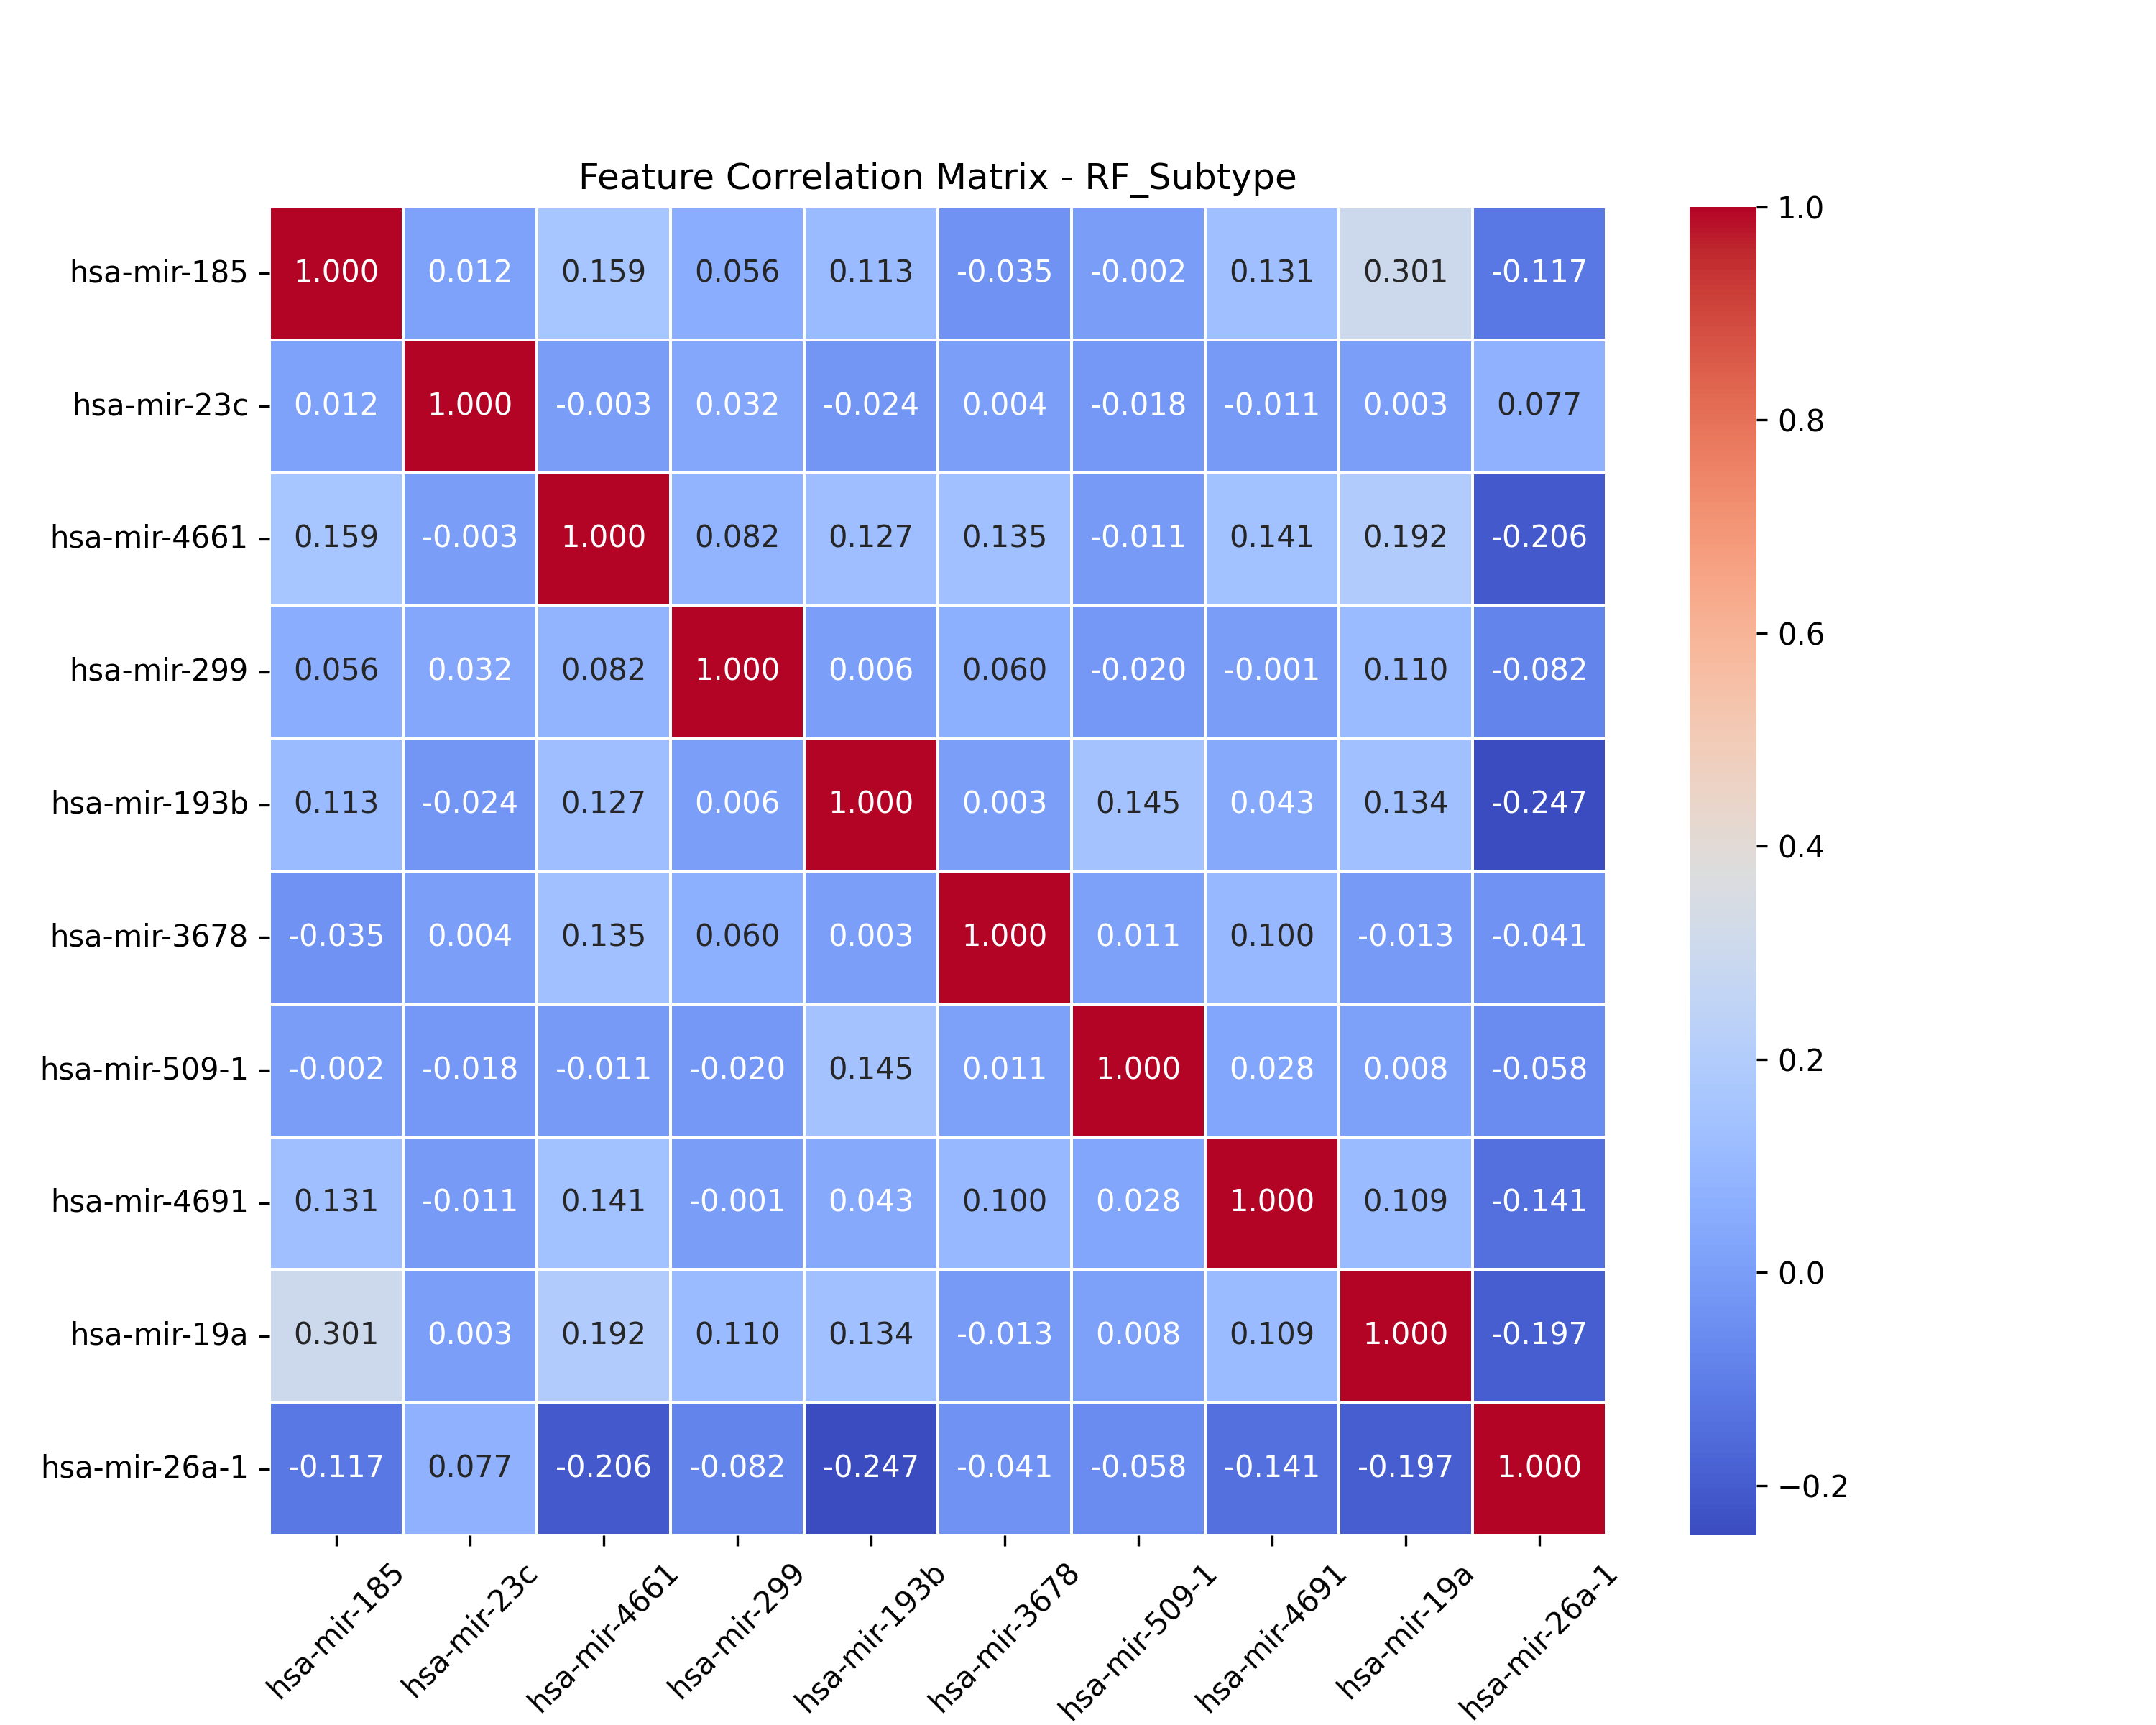 Feature Correlation Matrix - RF_Subtype
hsa-mir-185 1.000 0.012 0.159 0.056 0.113 -0.035 -0.002 0.131 0.301 -0.117
hsa-mir-23c 0.012 1.000 -0.003 0.032 -0.024 0.004 -0.018 -0.011 0.003 0.077
hsa-mir-4661 0.159 -0.003 1.000 0.082 0.127 0.135 -0.011 0.141 0.192 -0.206
hsa-mir-299 0.056 0.032 0.082 1.000 0.006 0.060 -0.020 -0.001 0.110 -0.082
hsa-mir-193b 0.113 -0.024 0.127 0.006 1.000 0.003 0.145 0.043 0.134 -0.247
hsa-mir-3678 -0.035 0.004 0.135 0.060 0.003 1.000 0.011 0.100 -0.013 -0.041
hsa-mir-509-1 -0.002 -0.018 -0.011 -0.020 0.145 0.011 1.000 0.028 0.008 -0.058
hsa-mir-4691 0.131 -0.011 0.141 -0.001 0.043 0.100 0.028 1.000 0.109 -0.141
hsa-mir-19a 0.301 0.003 0.192 0.110 0.134 -0.013 0.008 0.109 1.000 -0.197
hsa-mir-26a-1 -0.117 0.077 -0.206 -0.082 -0.247 -0.041 -0.058 -0.141 -0.197 1.000
hsa-mir-185 hsa-mir-23c hsa-mir-4661 hsa-mir-299 hsa-mir-193b hsa-mir-3678 hsa-mir-509-1 hsa-mir-4691 hsa-mir-19a hsa-mir-26a-1
1.0
0.8
0.6
0.4
0.2
0.0
−0.2